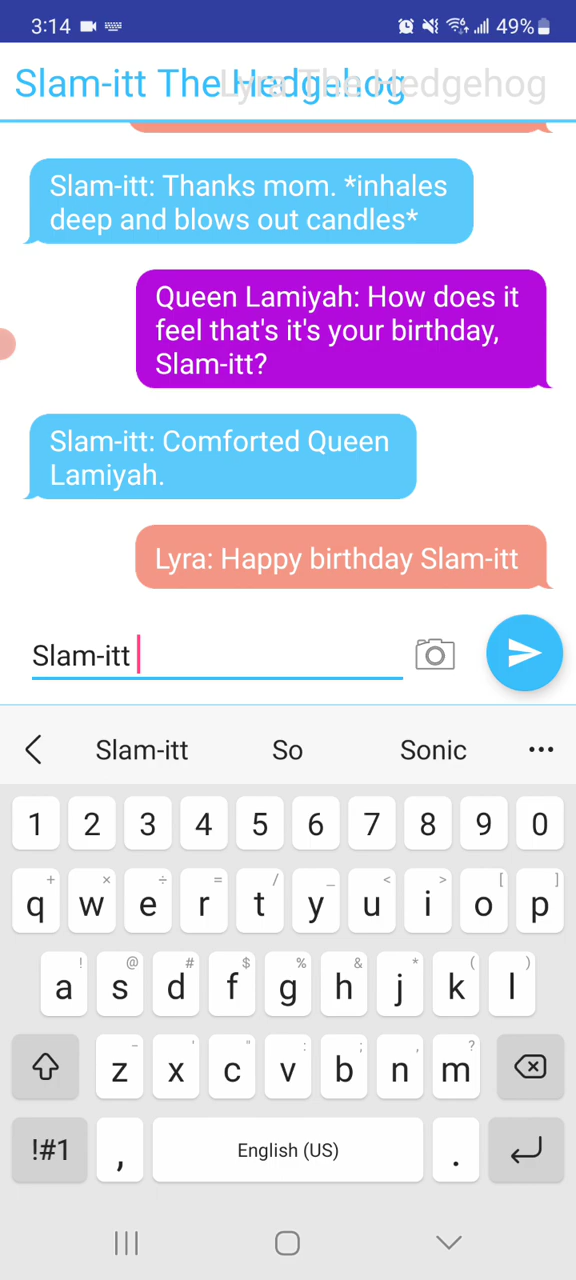 3:14 49%
Slam-itt The Hedgehog Lyra The Hedgehog
Slam-itt: Thanks mom. *inhales
deep and blows out candles*
Queen Lamiyah: How does it
feel that's it's your birthday,
Slam-itt?
Slam-itt: Comforted Queen
Lamiyah.
Lyra: Happy birthday Slam-itt
Slam-itt
Slam-itt So Sonic
1 2 3 4 5 6 7 8 9 0
+ × ÷ = / _ < > [ ]
q w e r t y u i o p
! @ # $ % & * ( )
a s d f g h j k l
- ' " : ; , ?
z x c v b n m
!#1 , English (US) .